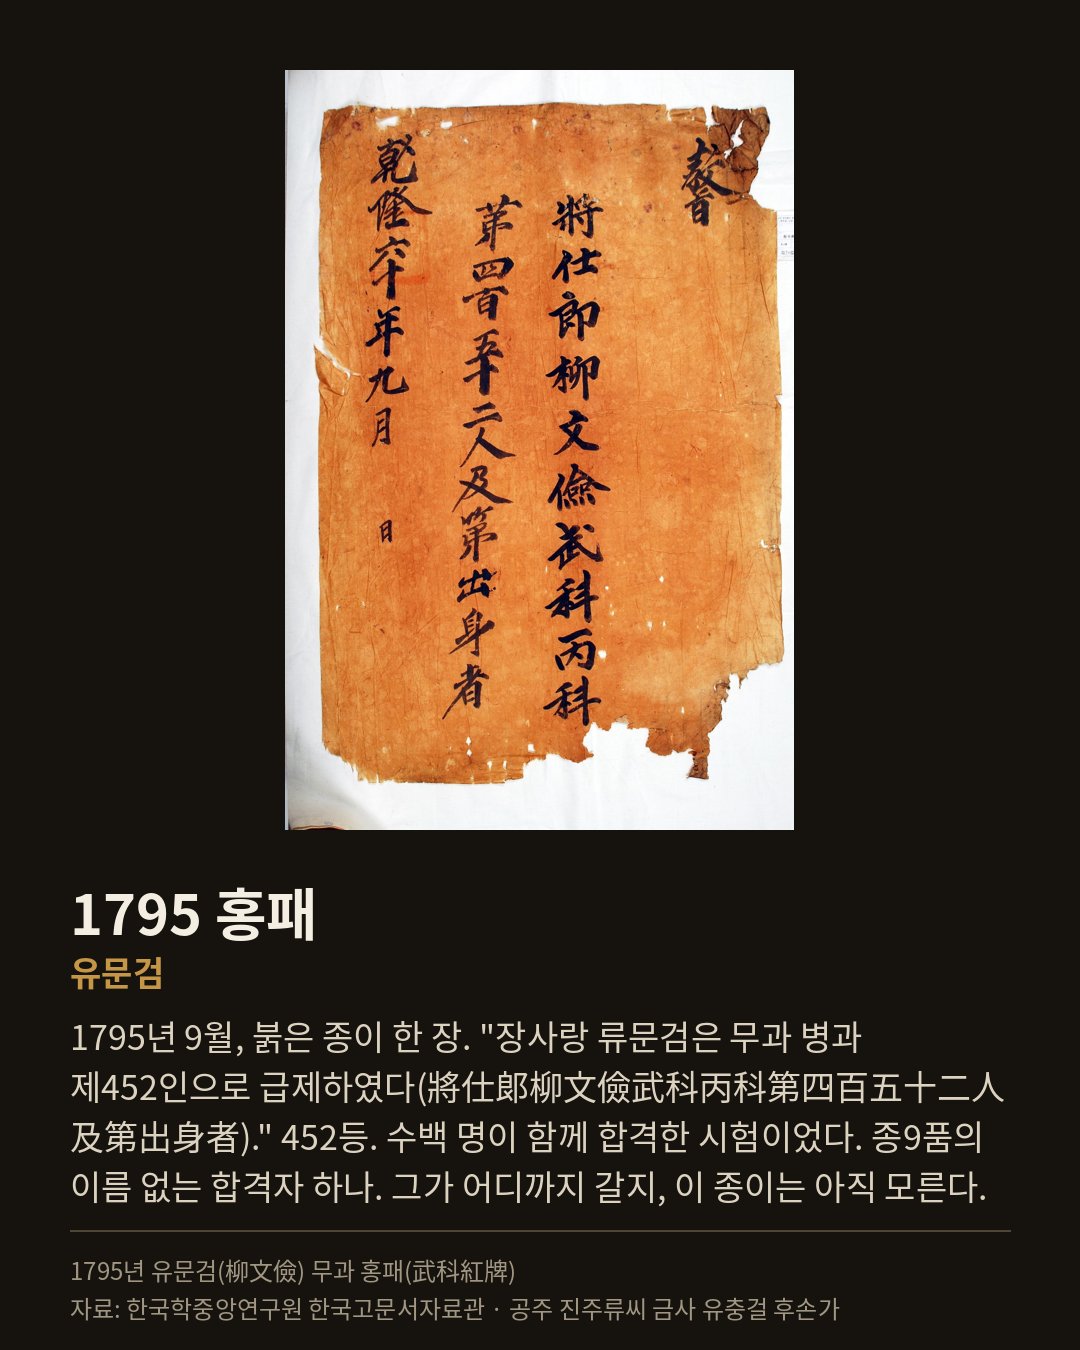 教旨
將仕郎柳文儉武科丙科
第四百五十二人及第出身者
乾隆六十年九月
日
1795 홍패
유문검
1795년 9월, 붉은 종이 한 장. "장사랑 류문검은 무과 병과
제452인으로 급제하였다(將仕郞柳文儉武科丙科第四百五十二人
及第出身者)." 452등. 수백 명이 함께 합격한 시험이었다. 종9품의
이름 없는 합격자 하나. 그가 어디까지 갈지, 이 종이는 아직 모른다.
1795년 유문검(柳文儉) 무과 홍패(武科紅牌)
자료: 한국학중앙연구원 한국고문서자료관 · 공주 진주류씨 금사 유충걸 후손가